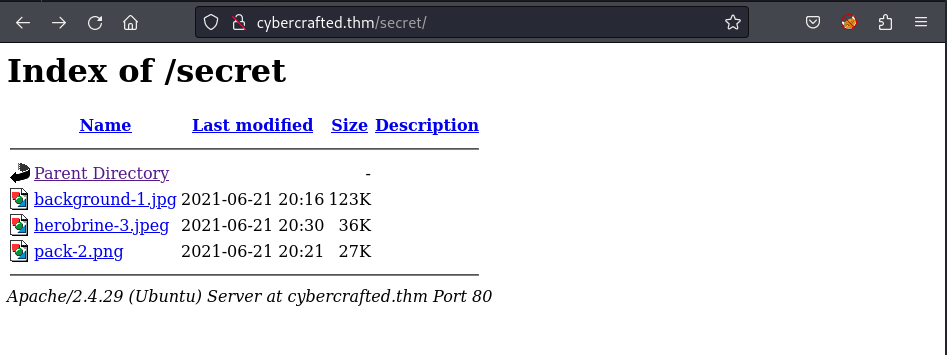 cybercrafted.thm/secret/
Index of /secret
Name Last modified Size Description
Parent Directory -
background-1.jpg 2021-06-21 20:16 123K
herobrine-3.jpeg 2021-06-21 20:30 36K
pack-2.png 2021-06-21 20:21 27K
Apache/2.4.29 (Ubuntu) Server at cybercrafted.thm Port 80